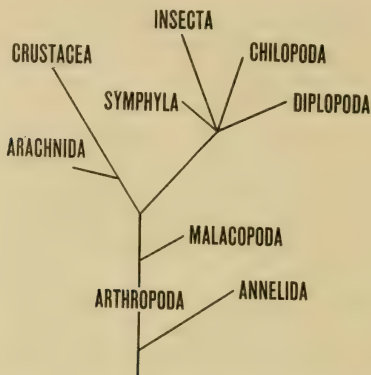 INSECTA
CRUSTACEA
CHILOPODA
SYMPHYLA
DIPLOPODA
ARACHNIDA
MALACOPODA
ARTHROPODA
ANNELIDA